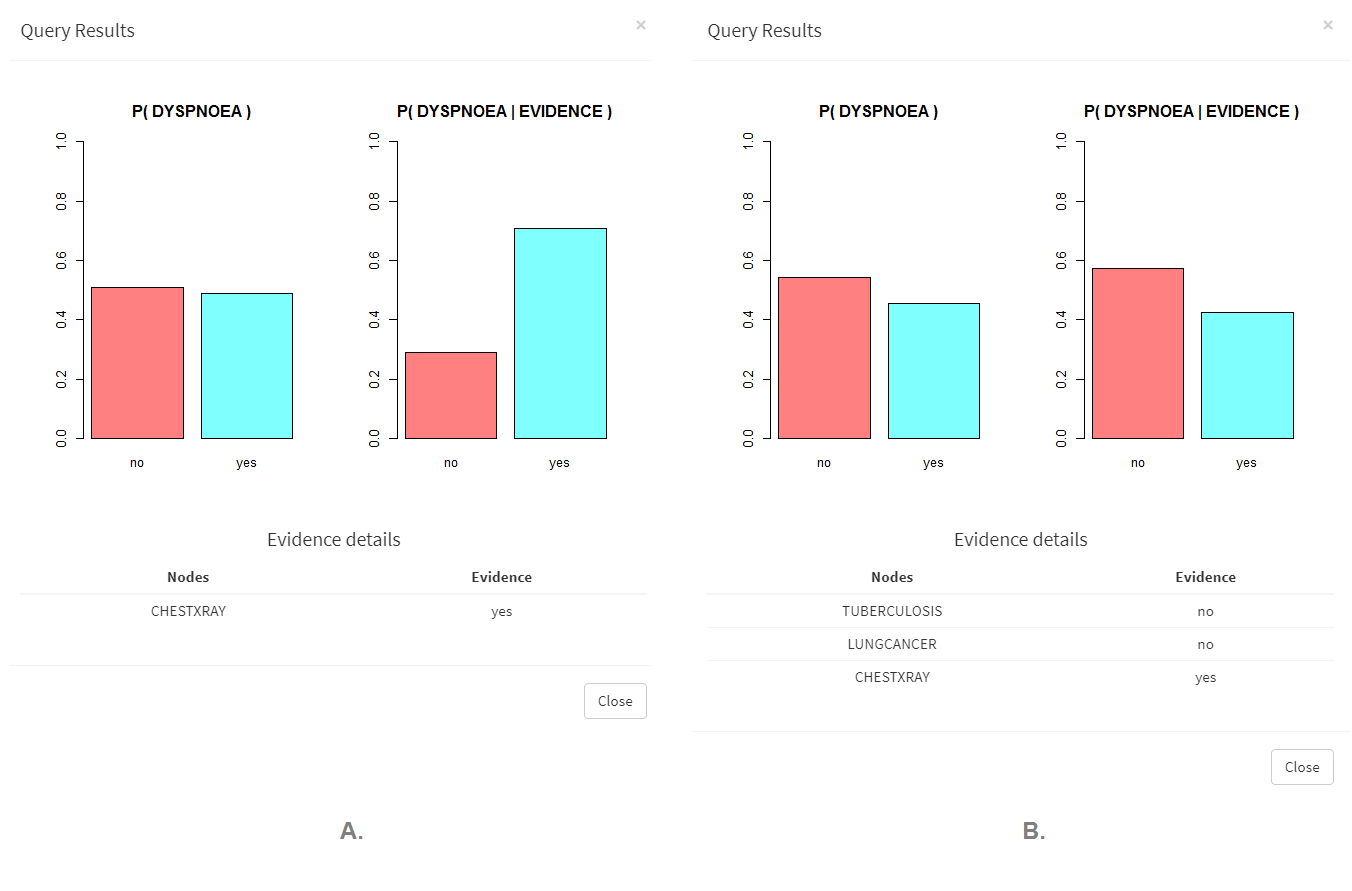 Query Results
×
P( DYSPNOEA )
P( DYSPNOEA | EVIDENCE )
1.0
0.8
0.6
0.4
0.2
0.0
no
yes
1.0
0.8
0.6
0.4
0.2
0.0
no
yes
Evidence details
Nodes Evidence
CHESTXRAY yes
Close
A.
Query Results
×
P( DYSPNOEA )
P( DYSPNOEA | EVIDENCE )
1.0
0.8
0.6
0.4
0.2
0.0
no
yes
1.0
0.8
0.6
0.4
0.2
0.0
no
yes
Evidence details
Nodes Evidence
TUBERCULOSIS no
LUNGCANCER no
CHESTXRAY yes
Close
B.